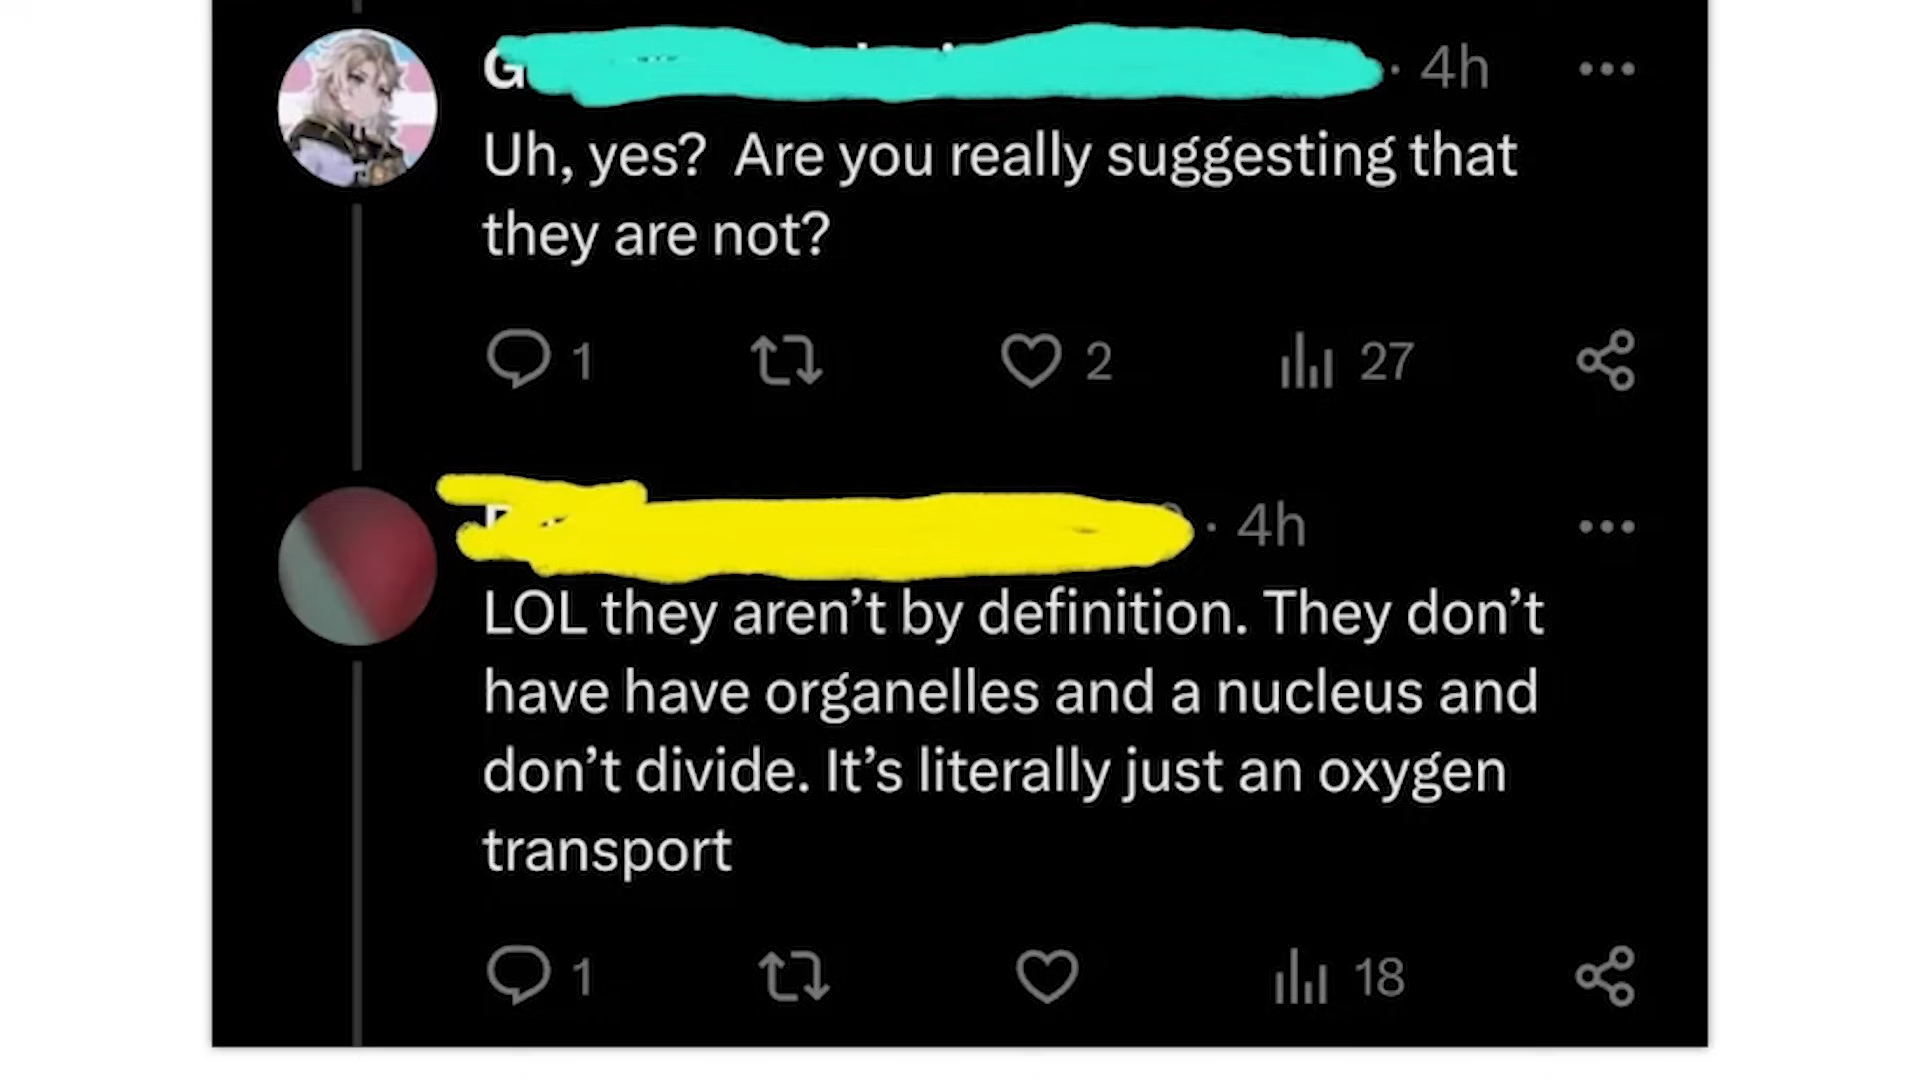 G · 4h
Uh, yes? Are you really suggesting that
they are not?
1 2 27
· 4h
LOL they aren’t by definition. They don’t
have have organelles and a nucleus and
don’t divide. It’s literally just an oxygen
transport
1 18